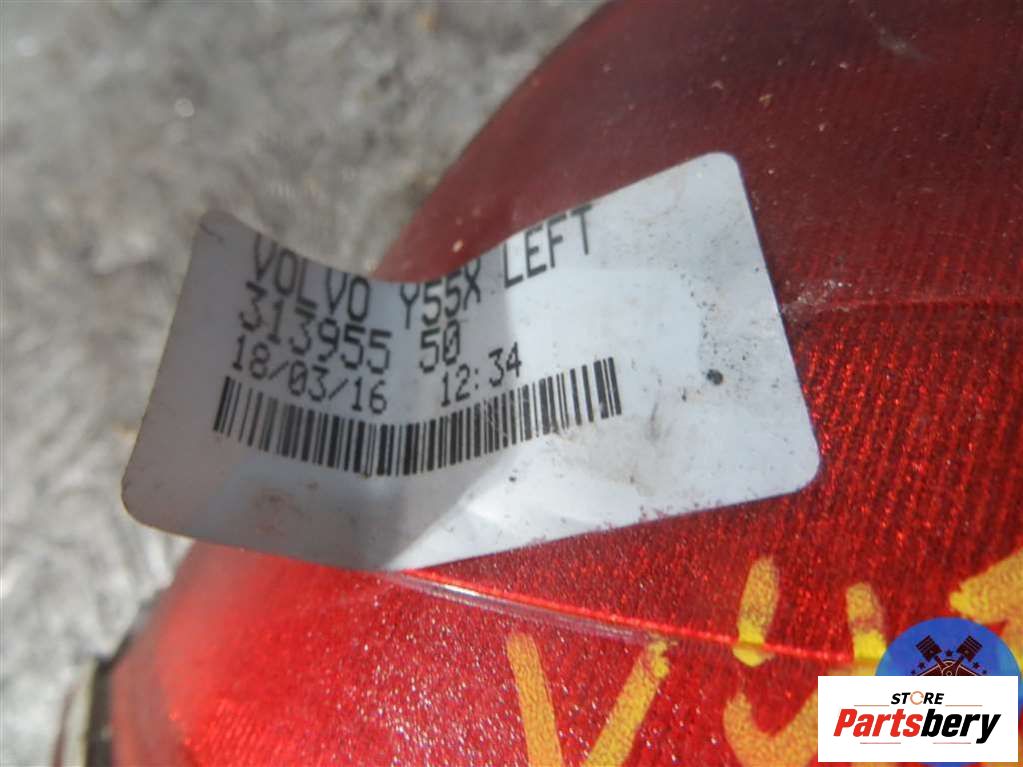 VOLVO Y55X LEFT
313955 50
18/03/16 12:34
STORE
Partsbery